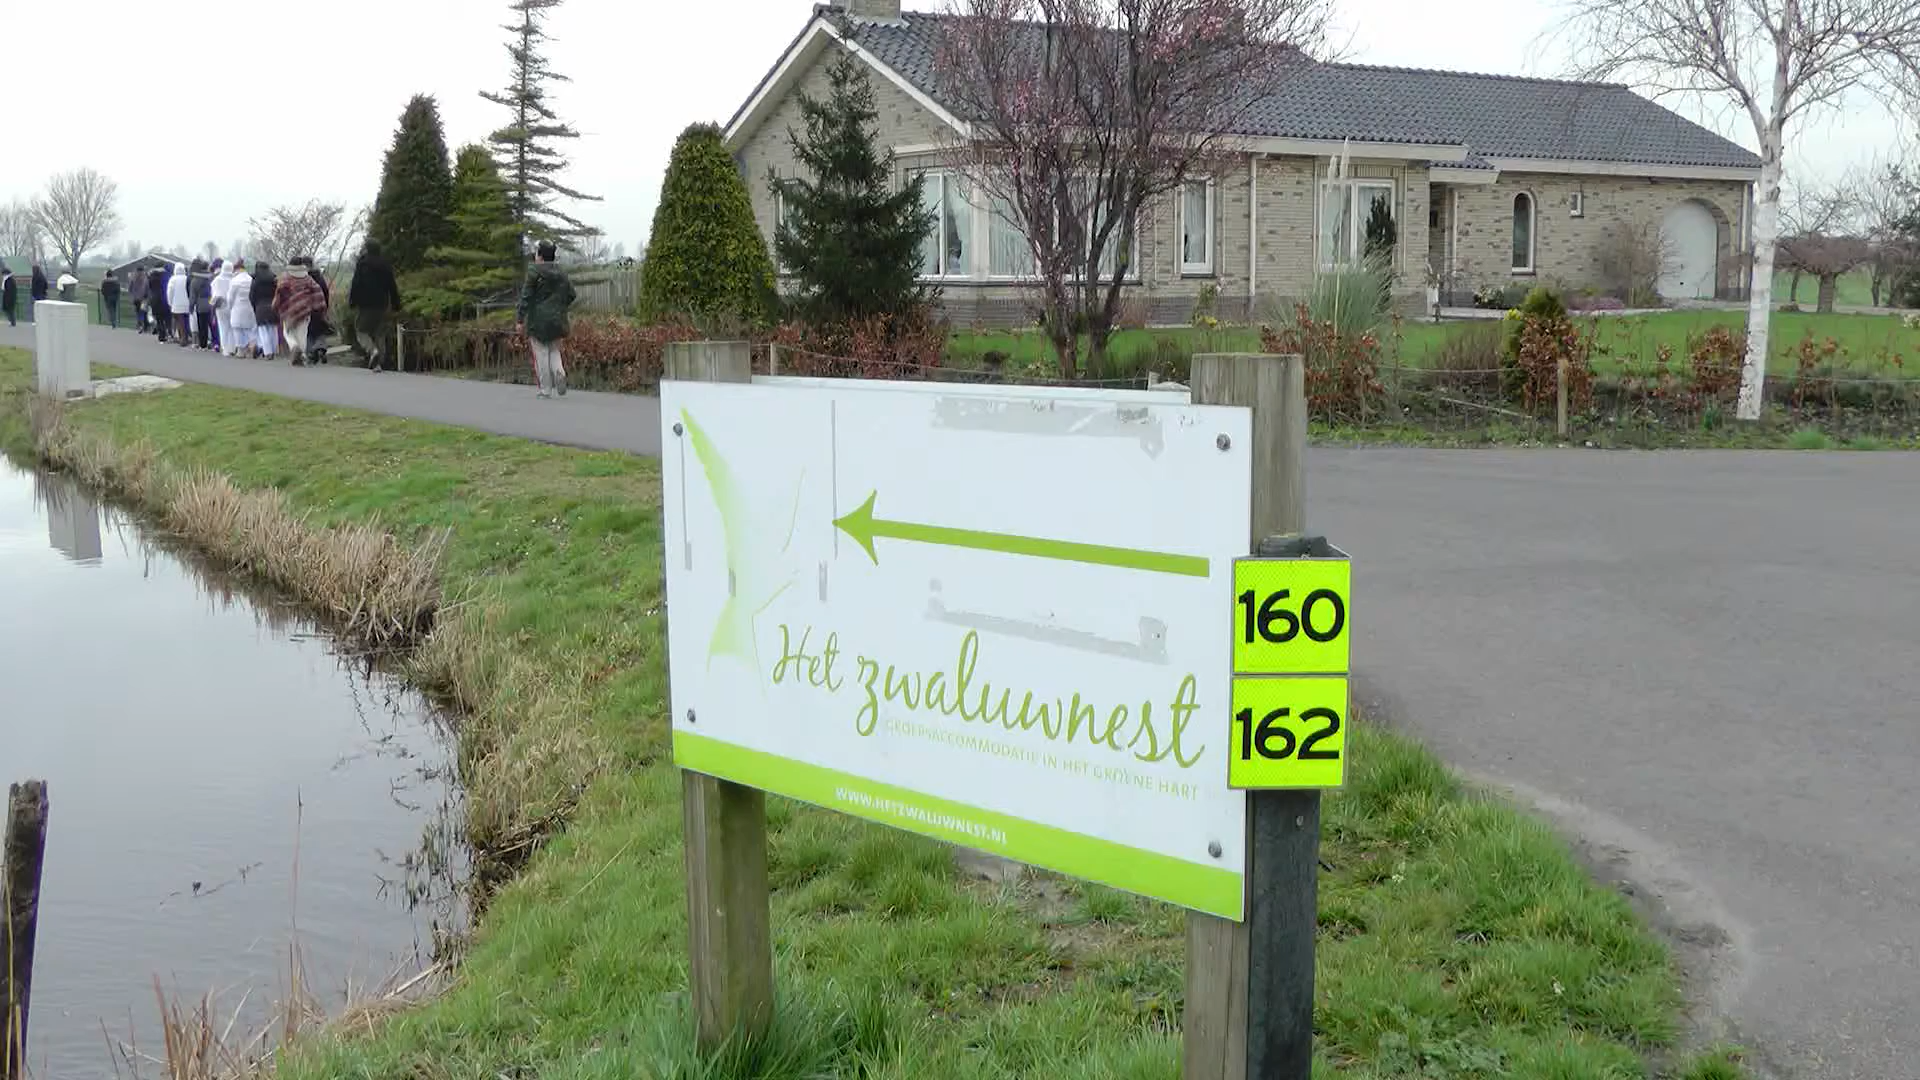 Het zwaluwnest
GROEPSACCOMMODATIE IN HET GROENE HART
WWW.HETZWALUWNEST.NL
160
162